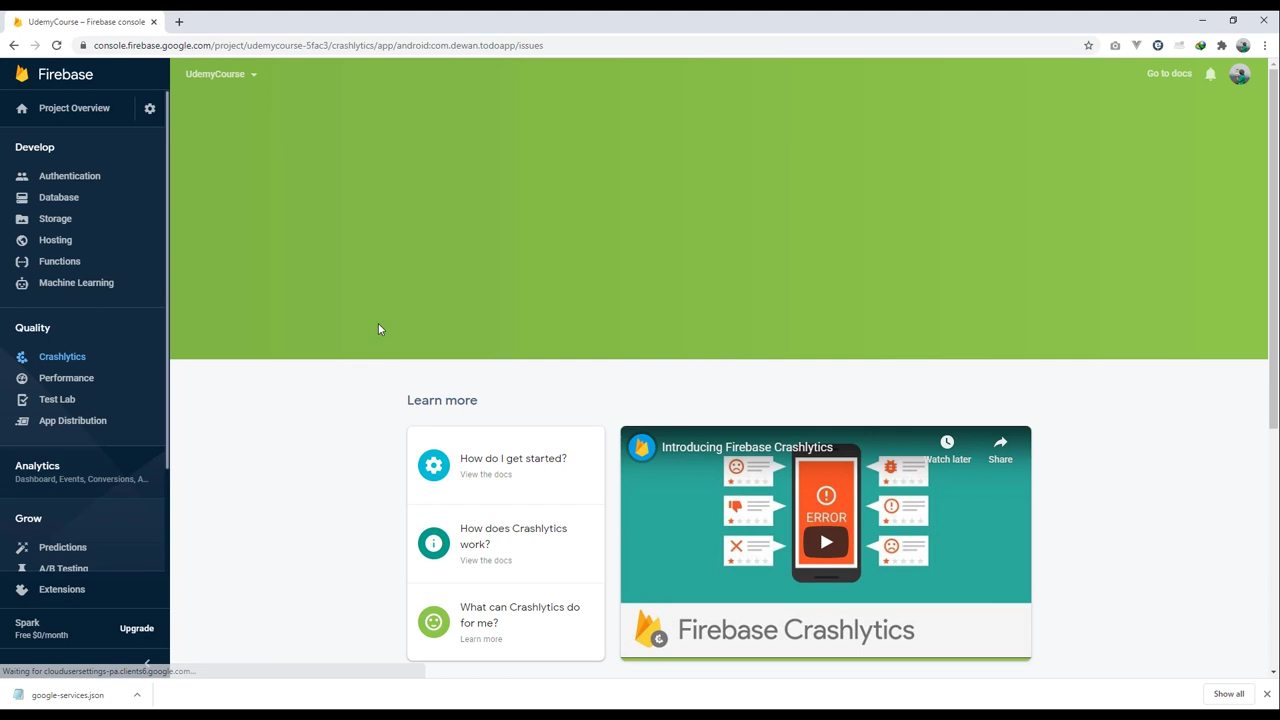 UdemyCourse – Firebase console
console.firebase.google.com/project/udemycourse-5fac3/crashlytics/app/android:com.dewan.todoapp/issues
Firebase
UdemyCourse
Go to docs
Project Overview
Develop
Authentication
Database
Storage
Hosting
Functions
Machine Learning
Quality
Crashlytics
Performance
Test Lab
App Distribution
Analytics
Dashboard, Events, Conversions, A...
Grow
Predictions
A/B Testing
Extensions
Spark
Free $0/month
Upgrade
Learn more
How do I get started?
View the docs
How does Crashlytics
work?
View the docs
What can Crashlytics do
for me?
Learn more
Introducing Firebase Crashlytics
Watch later
Share
ERROR
Firebase Crashlytics
Waiting for cloudusersettings-pa.clients6.google.com...
google-services.json
Show all